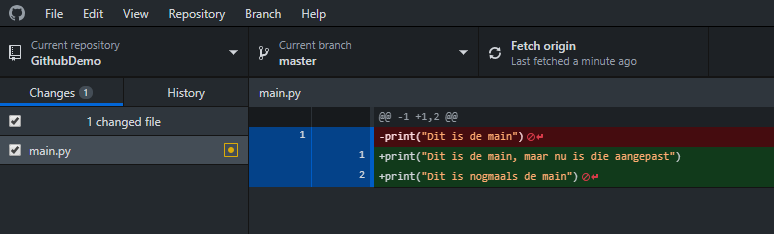 File Edit View Repository Branch Help
Current repository
GithubDemo
Current branch
master
Fetch origin
Last fetched a minute ago
Changes 1 History
main.py
1 changed file
main.py
@@ -1 +1,2 @@
1 -print("Dit is de main")
1 +print("Dit is de main, maar nu is die aangepast")
2 +print("Dit is nogmaals de main")